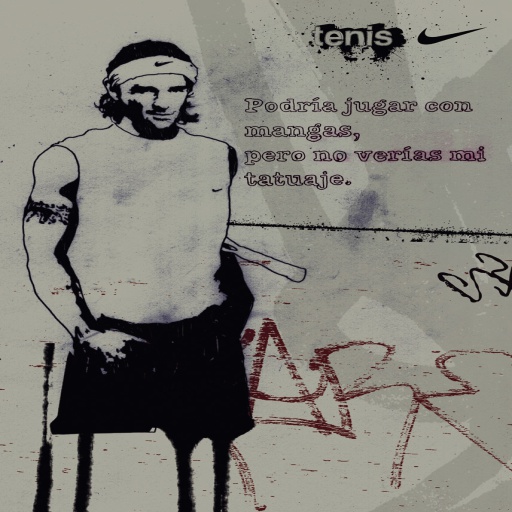 tenis
Podría jugar con
mangas,
pero no verías mi
tatuaje.